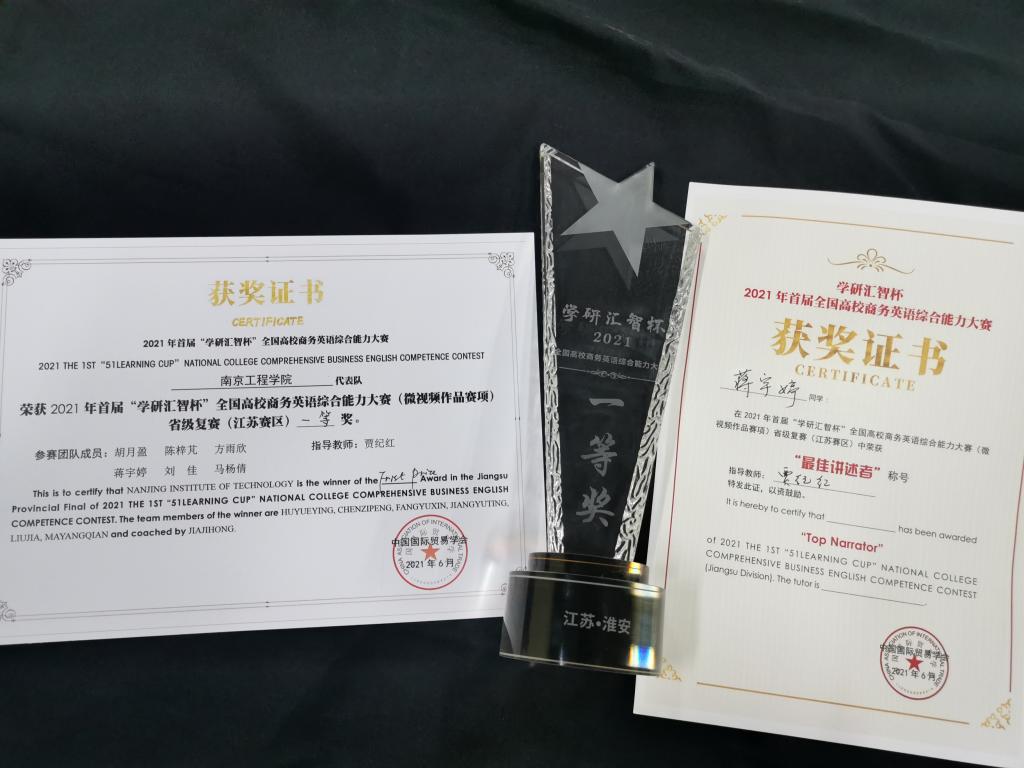 获奖证书
CERTIFICATE
2021 年首届“学研汇智杯”全国高校商务英语综合能力大赛
2021 THE 1ST "51LEARNING CUP" NATIONAL COLLEGE COMPREHENSIVE BUSINESS ENGLISH COMPETENCE CONTEST
南京工程学院 代表队
荣获 2021 年首届“学研汇智杯”全国高校商务英语综合能力大赛（微视频作品赛项）
省级复赛（江苏赛区）一等 奖。
参赛团队成员：胡月盈 陈梓芃 方雨欣 指导教师：贾纪红
蒋宇婷 刘 佳 马杨倩
This is to certify that NANJING INSTITUTE OF TECHNOLOGY is the winner of the First Prize Award in the Jiangsu
Provincial Final of 2021 THE 1ST "51LEARNING CUP" NATIONAL COLLEGE COMPREHENSIVE BUSINESS ENGLISH
COMPETENCE CONTEST. The team members of the winner are HUYUEYING, CHENZIPENG, FANGYUXIN, JIANGYUTING,
LIUJIA, MAYANGQIAN and coached by JIAJIHONG.
CHINA ASSOCIATION OF INTERNATIONAL TRADE
中国国际贸易学会
2021 年 6 月
学研汇智杯
2021
全国高校商务英语综合能力大
一等奖
江苏•淮安
学研汇智杯
2021 年首届全国高校商务英语综合能力大赛
获奖证书
CERTIFICATE
蒋宇婷 同学：
在 2021 年首届“学研汇智杯”全国高校商务英语综合能力大赛（微
视频作品赛项）省级复赛（江苏赛区）中荣获
“最佳讲述者” 称号
指导教师：贾纪红
特发此证，以资鼓励。
It is hereby to certify that has been awarded
"Top Narrator"
of 2021 THE 1ST "51LEARNING CUP" NATIONAL COLLEGE
COMPREHENSIVE BUSINESS ENGLISH COMPETENCE CONTEST
(Jiangsu Division). The tutor is .
CHINA ASSOCIATION OF INTERNATIONAL TRADE
中国国际贸易学会
2021 年 6 月